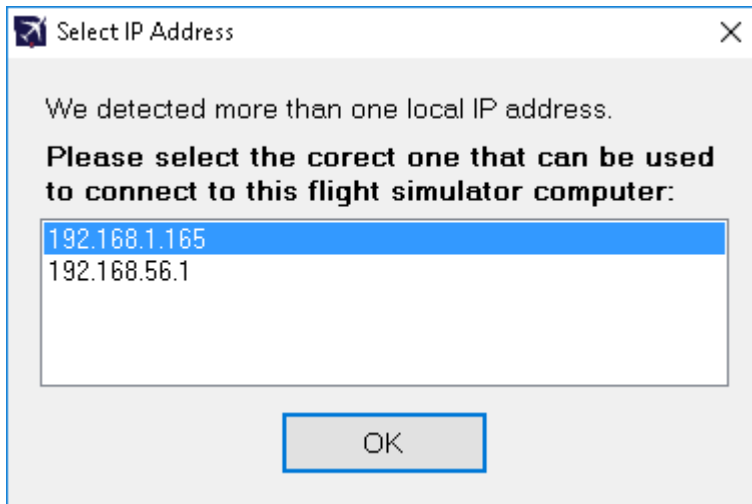 Select IP Address
We detected more than one local IP address.
Please select the corect one that can be used
to connect to this flight simulator computer:
192.168.1.165
192.168.56.1
OK